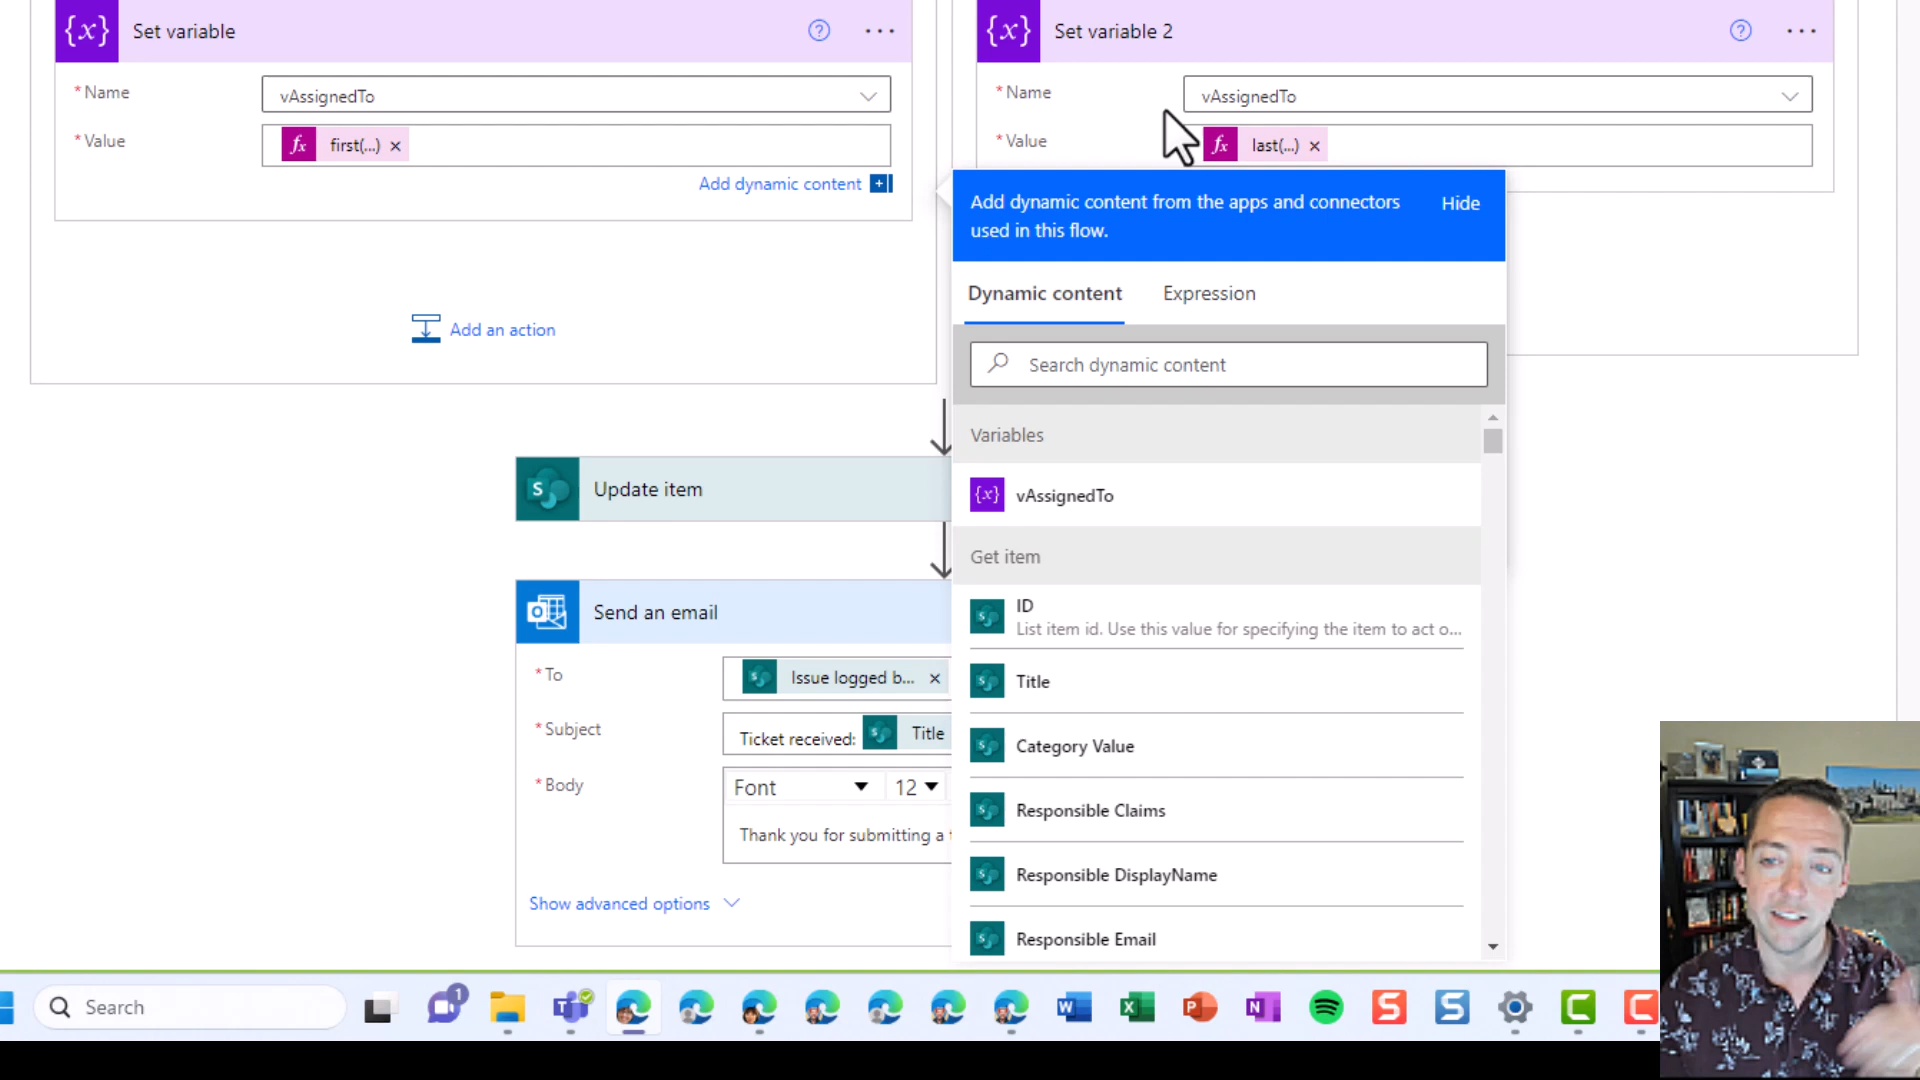 {x} Set variable
* Name
vAssignedTo
* Value
fx first(...) ×
Add dynamic content
Add an action
{x} Set variable 2
* Name
vAssignedTo
* Value
fx last(...) ×
Add dynamic content from the apps and connectors
used in this flow.
Hide
Dynamic content
Expression
Search dynamic content
Variables
{x} vAssignedTo
Get item
ID
List item id. Use this value for specifying the item to act o...
Title
Category Value
Responsible Claims
Responsible DisplayName
Responsible Email
Update item
Send an email
* To
Issue logged b... ×
* Subject
Ticket received: Title
* Body
Font
12
Thank you for submitting a
Show advanced options
Search
1